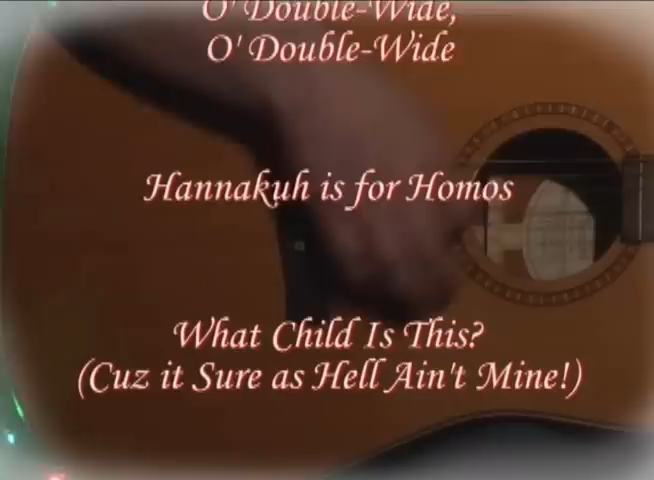 O' Double-Wide,
O' Double-Wide
Hannakuh is for Homos
What Child Is This?
(Cuz it Sure as Hell Ain't Mine!)